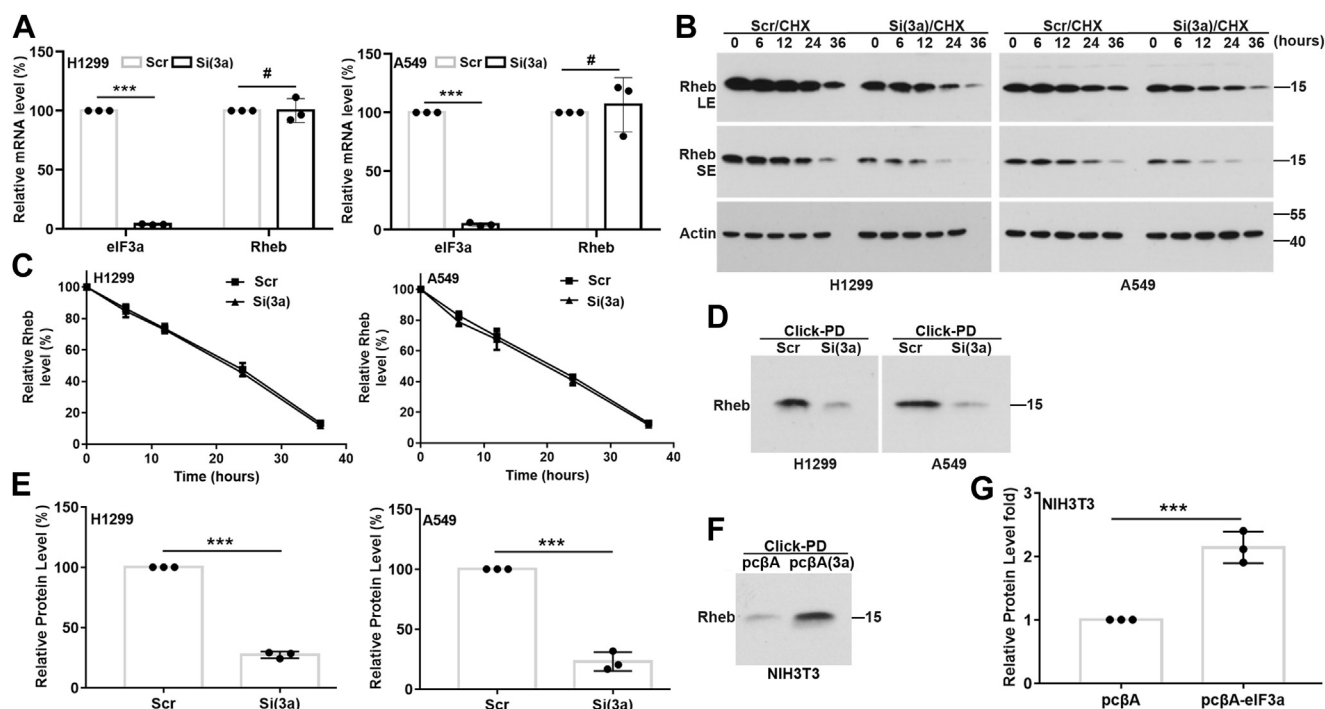 A
H1299
Scr
Si(3a)
Relative mRNA level (%)
150
100
50
0
***
#
eIF3a
Rheb
A549
Scr
Si(3a)
Relative mRNA level (%)
150
100
50
0
***
#
eIF3a
Rheb
B
Scr/CHX Si(3a)/CHX Scr/CHX Si(3a)/CHX
0 6 12 24 36 0 6 12 24 36 0 6 12 24 36 0 6 12 24 36 (hours)
Rheb
LE
15
Rheb
SE
15
Actin
55
40
H1299 A549
C
H1299
Scr
Si(3a)
Relative Rheb
level (%)
100
80
60
40
20
0
0 10 20 30 40
Time (hours)
A549
Scr
Si(3a)
Relative Rheb
level (%)
100
80
60
40
20
0
0 10 20 30 40
Time (hours)
D
Click-PD Click-PD
Scr Si(3a) Scr Si(3a)
Rheb
15
H1299 A549
E
H1299
Relative Protein Level (%)
150
100
50
0
***
Scr Si(3a)
A549
Relative Protein Level (%)
150
100
50
0
***
Scr Si(3a)
F
Click-PD
pcβA pcβA(3a)
Rheb
15
NIH3T3
G
NIH3T3
Relative Protein Level fold)
3
2
1
0
***
pcβA pcβA-eIF3a